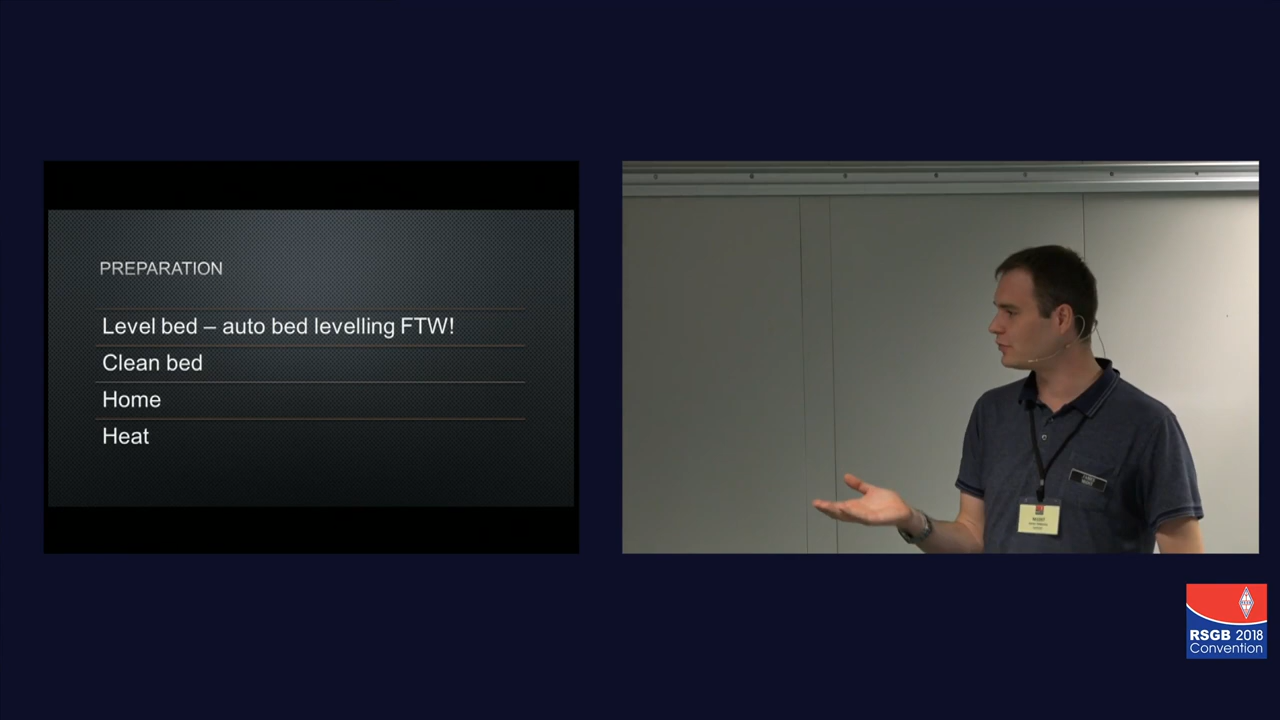 PREPARATION
Level bed – auto bed levelling FTW!
Clean bed
Home
Heat
RSGB 2018
Convention